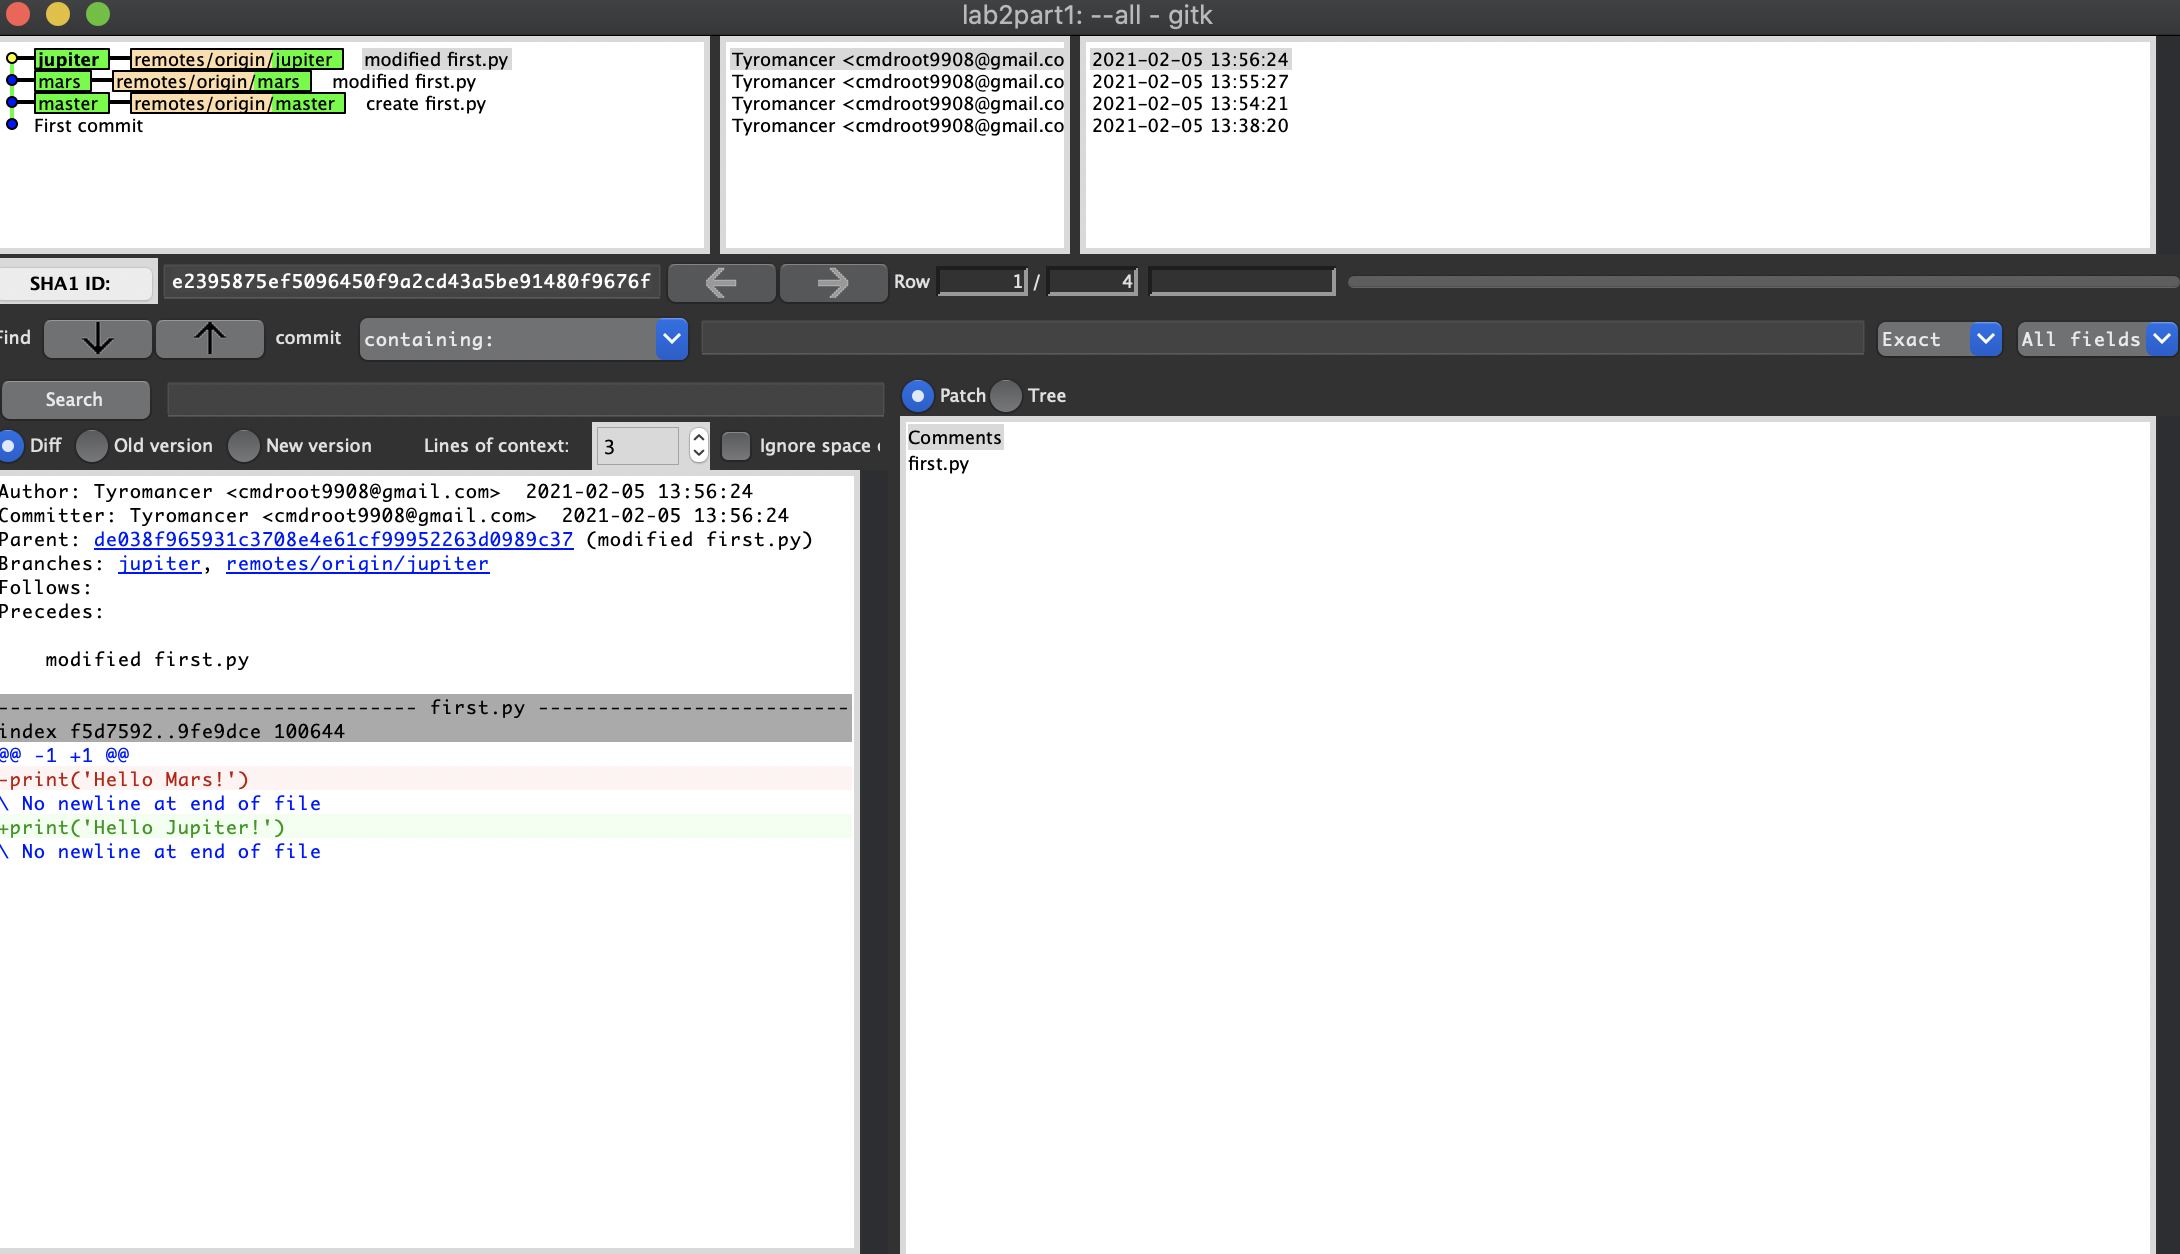 lab2part1: --all - gitk
jupiter remotes/origin/jupiter modified first.py Tyromancer <cmdroot9908@gmail.co 2021-02-05 13:56:24
mars remotes/origin/mars modified first.py Tyromancer <cmdroot9908@gmail.co 2021-02-05 13:55:27
master remotes/origin/master create first.py Tyromancer <cmdroot9908@gmail.co 2021-02-05 13:54:21
First commit Tyromancer <cmdroot9908@gmail.co 2021-02-05 13:38:20
SHA1 ID: e2395875ef5096450f9a2cd43a5be91480f9676f Row 1 / 4
Find commit containing: Exact All fields
Search
Patch Tree
Diff Old version New version Lines of context: 3 Ignore space
Comments
first.py
Author: Tyromancer <cmdroot9908@gmail.com>  2021-02-05 13:56:24
Committer: Tyromancer <cmdroot9908@gmail.com>  2021-02-05 13:56:24
Parent: de038f965931c3708e4e61cf99952263d0989c37 (modified first.py)
Branches: jupiter, remotes/origin/jupiter
Follows:
Precedes:
modified first.py
----------------------------------- first.py --------------------------
index f5d7592..9fe9dce 100644
@@ -1 +1 @@
-print('Hello Mars!')
\ No newline at end of file
+print('Hello Jupiter!')
\ No newline at end of file